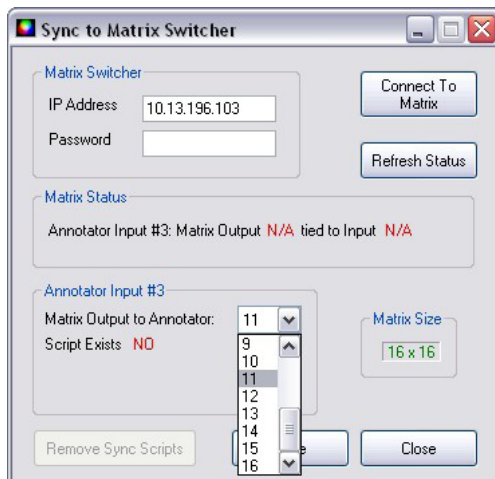 Sync to Matrix Switcher
Matrix Switcher
IP Address 10.13.196.103
Password
Connect To
Matrix
Refresh Status
Matrix Status
Annotator Input #3: Matrix Output N/A tied to Input N/A
Annotator Input #3
Matrix Output to Annotator: 11
Script Exists NO
9
10
11
12
13
14
15
16
Matrix Size
16 x 16
Remove Sync Scripts
Close